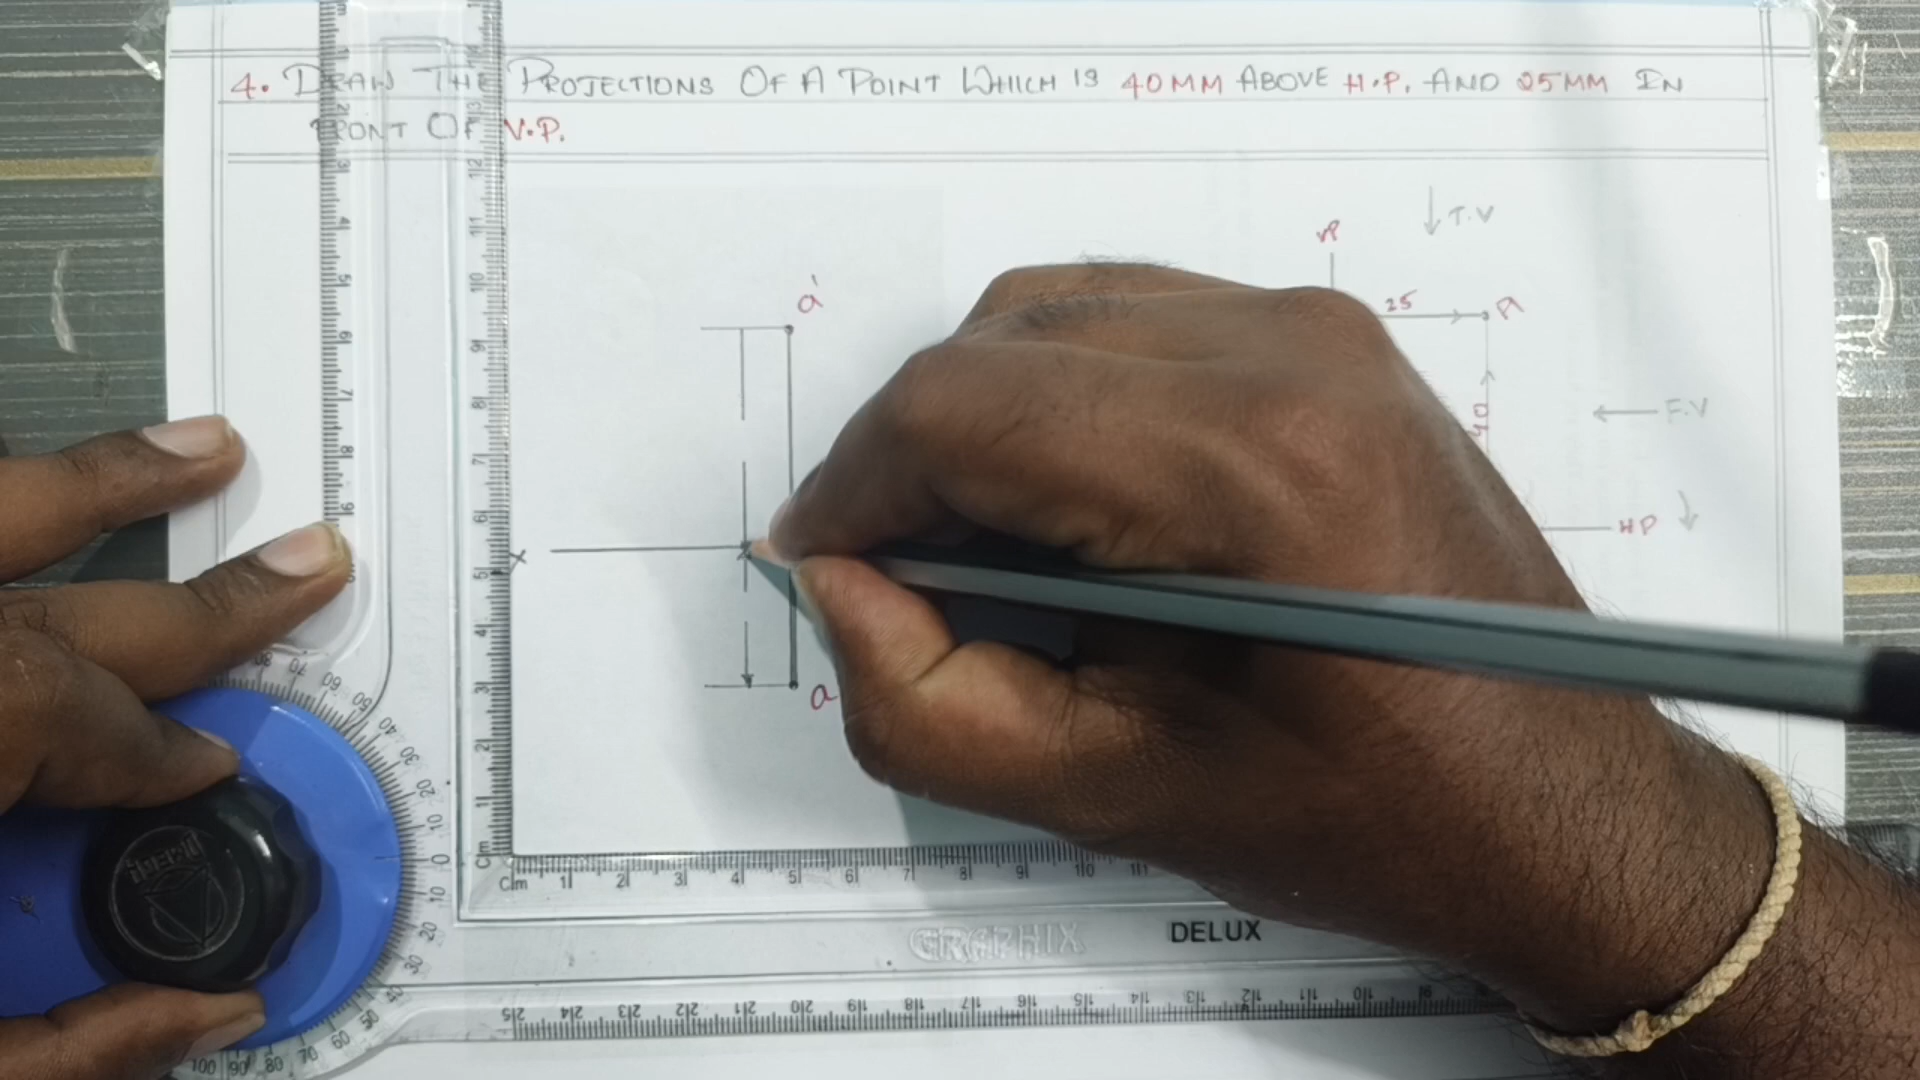 4. DRAW THE PROJECTIONS OF A POINT WHICH IS 40MM ABOVE H.P. AND 25MM IN
FRONT OF V.P.
T.V
VP
a'
25
A
40
F.V
X
HP
a
GRAPHIX
DELUX